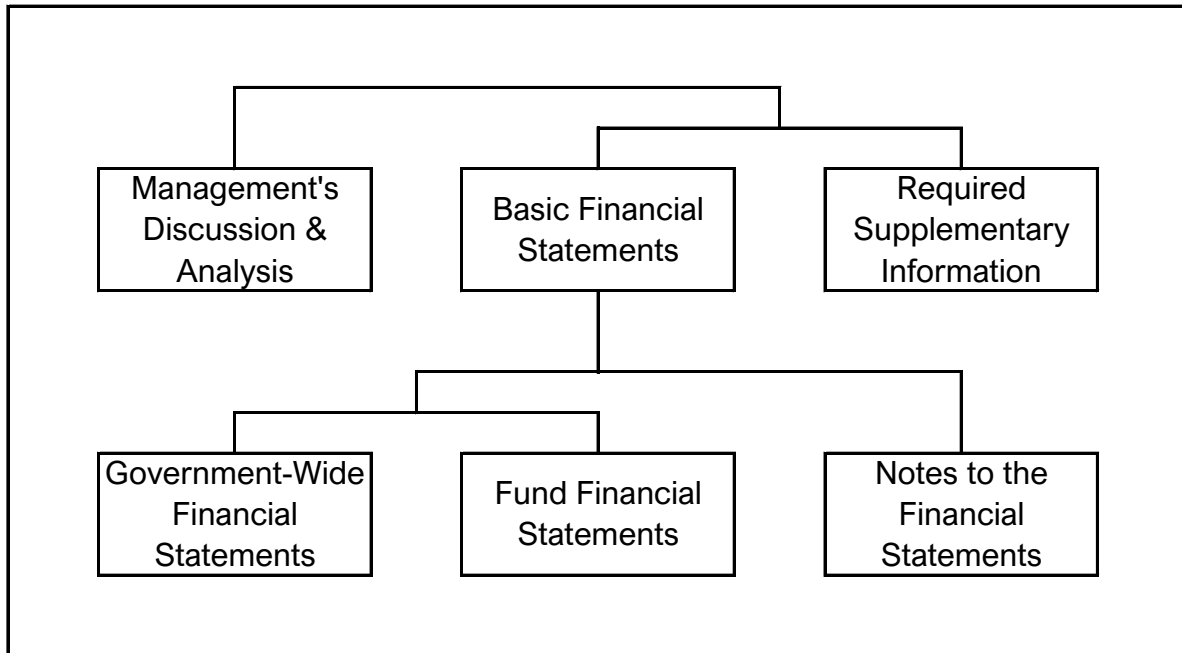 Management's
Discussion &
Analysis
Basic Financial
Statements
Required
Supplementary
Information
Government-Wide
Financial
Statements
Fund Financial
Statements
Notes to the
Financial
Statements